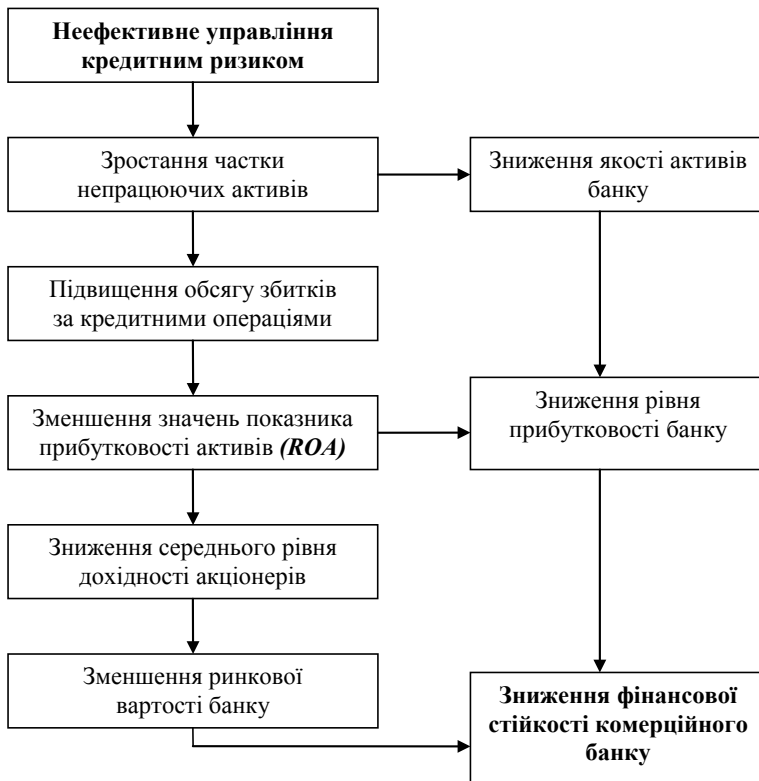 Неефективне управління
кредитним ризиком
Зростання частки
непрацюючих активів
Зниження якості активів
банку
Підвищення обсягу збитків
за кредитними операціями
Зменшення значень показника
прибутковості активів (ROA)
Зниження рівня
прибутковості банку
Зниження середнього рівня
дохідності акціонерів
Зменшення ринкової
вартості банку
Зниження фінансової
стійкості комерційного
банку